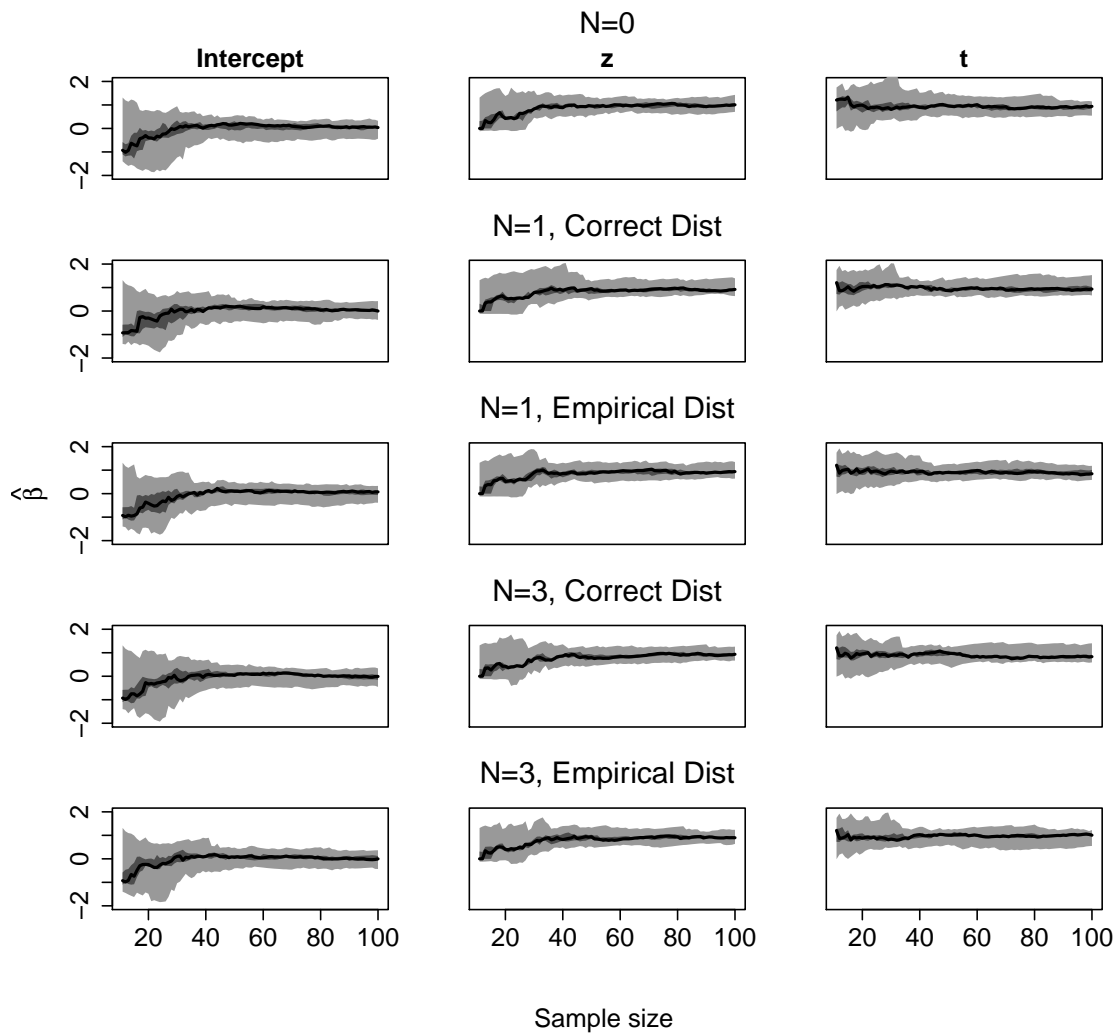 N=0
Intercept z t
2
0
−2
N=1, Correct Dist
2
0
−2
N=1, Empirical Dist
2
0
−2
β̂
N=3, Correct Dist
2
0
−2
N=3, Empirical Dist
2
0
−2
20 40 60 80 100 20 40 60 80 100 20 40 60 80 100
Sample size